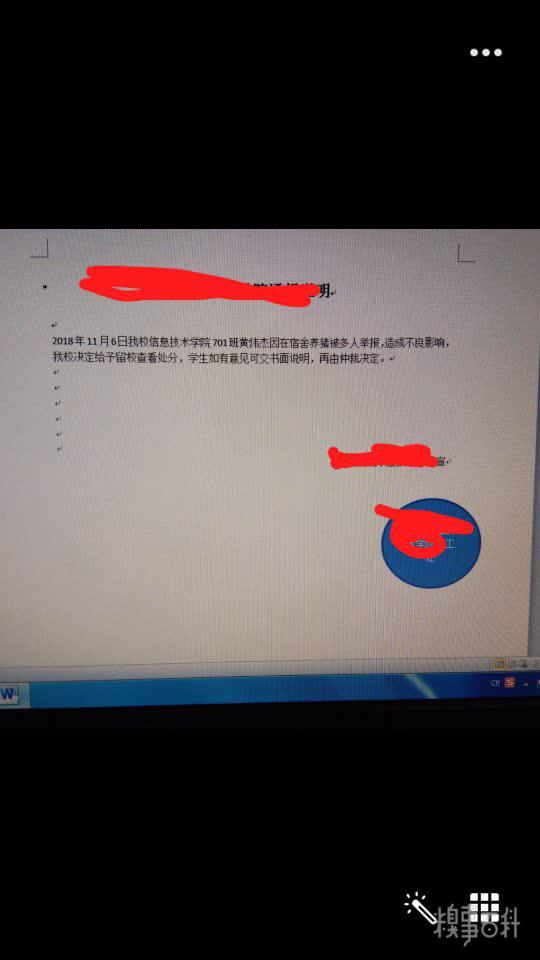 明
2018年11月6日我校信息技术学院701班黄炜杰因在宿舍养猪被多人举报,造成不良影响，
我校决定给予留校查看处分，学生如有意见可交书面说明，再由仲裁决定。
宣
工
处
W
CH
S
糗事百科